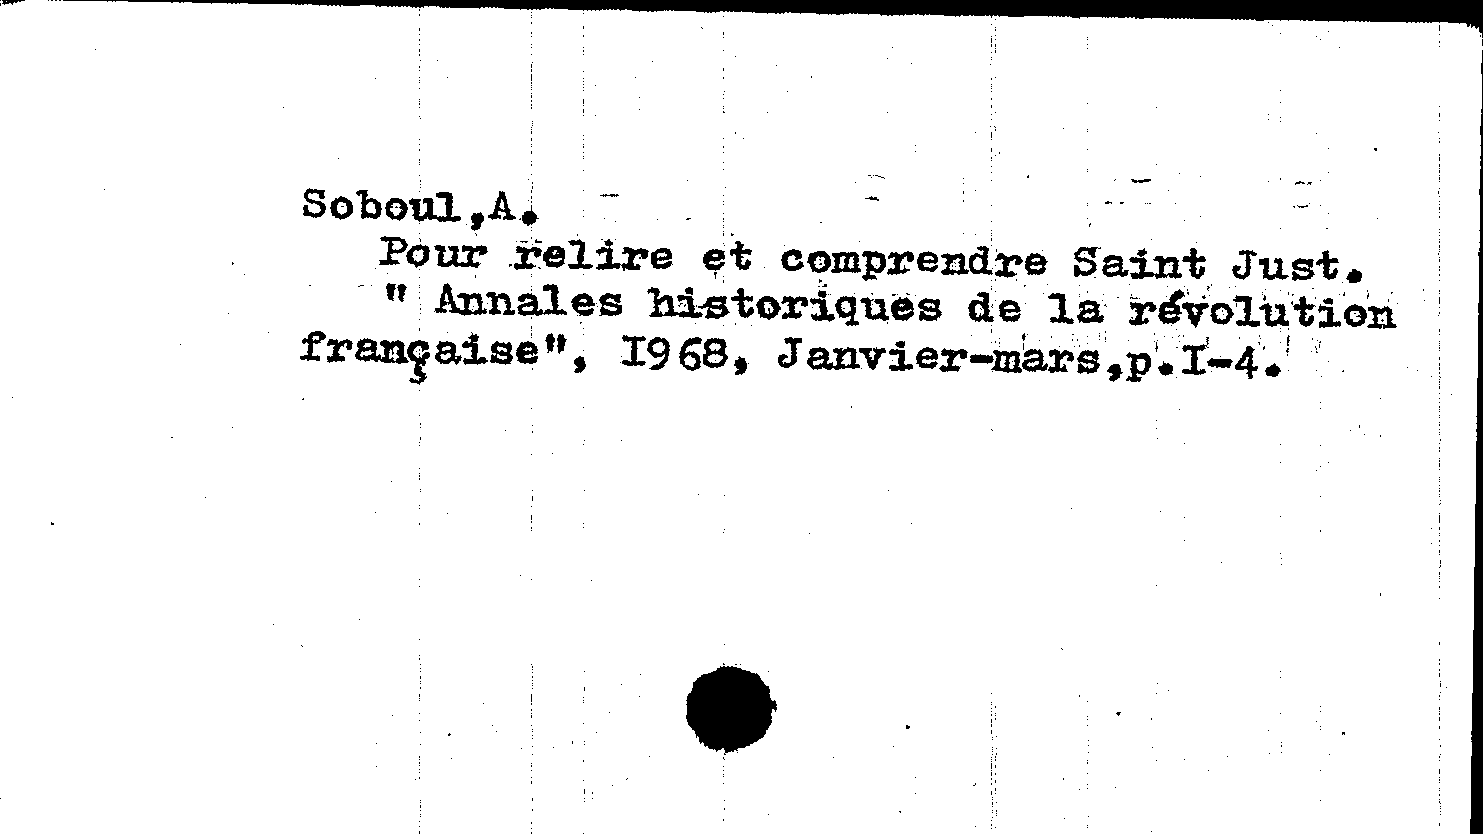 Soboul,A.
Pour relire et comprendre Saint Just.
" Annales historiques de la révolution
française", I968, Janvier-mars,p.I-4.